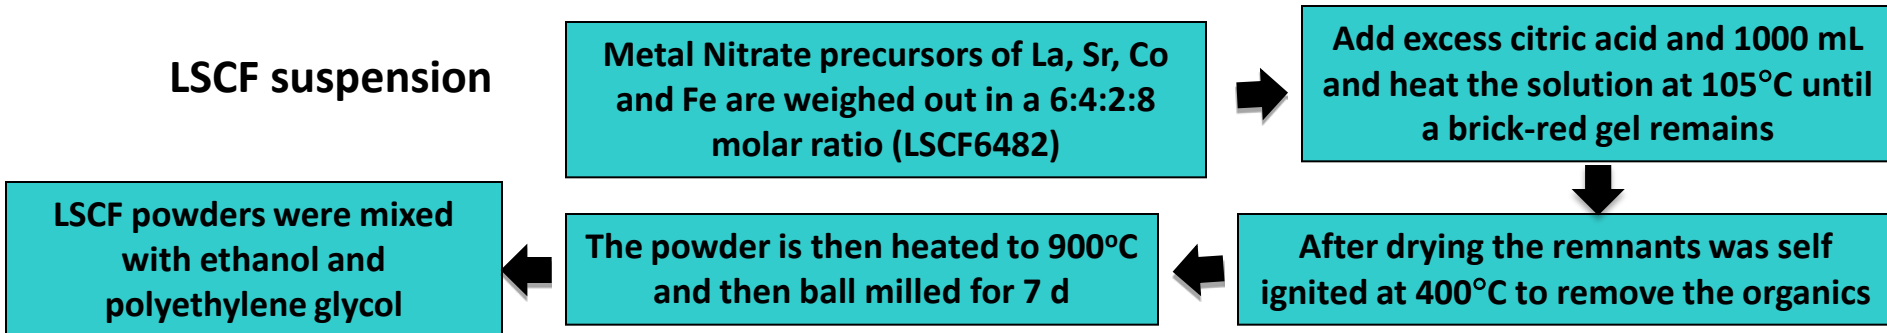 LSCF suspension
Metal Nitrate precursors of La, Sr, Co
and Fe are weighed out in a 6:4:2:8
molar ratio (LSCF6482)
Add excess citric acid and 1000 mL
and heat the solution at 105°C until
a brick-red gel remains
After drying the remnants was self
ignited at 400°C to remove the organics
The powder is then heated to 900°C
and then ball milled for 7 d
LSCF powders were mixed
with ethanol and
polyethylene glycol